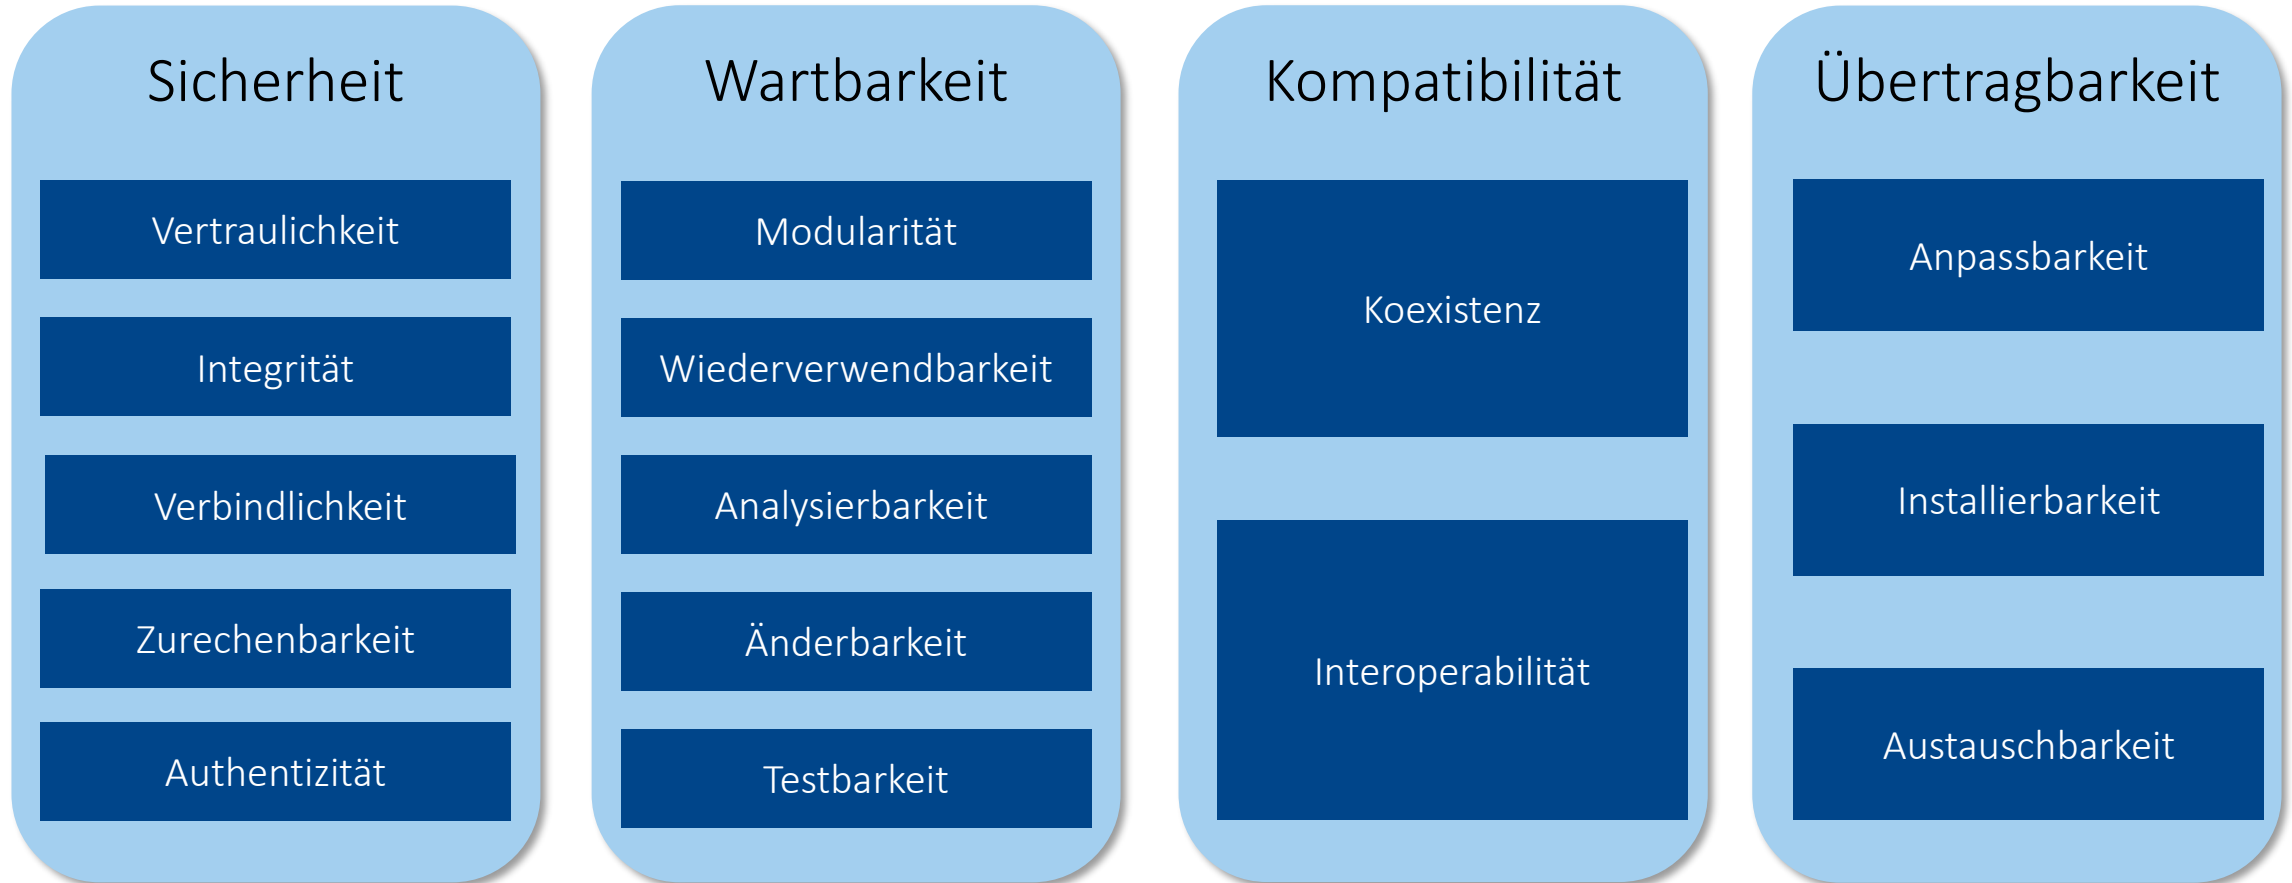 Sicherheit
Vertraulichkeit
Integrität
Verbindlichkeit
Zurechenbarkeit
Authentizität
Wartbarkeit
Modularität
Wiederverwendbarkeit
Analysierbarkeit
Änderbarkeit
Testbarkeit
Kompatibilität
Koexistenz
Interoperabilität
Übertragbarkeit
Anpassbarkeit
Installierbarkeit
Austauschbarkeit